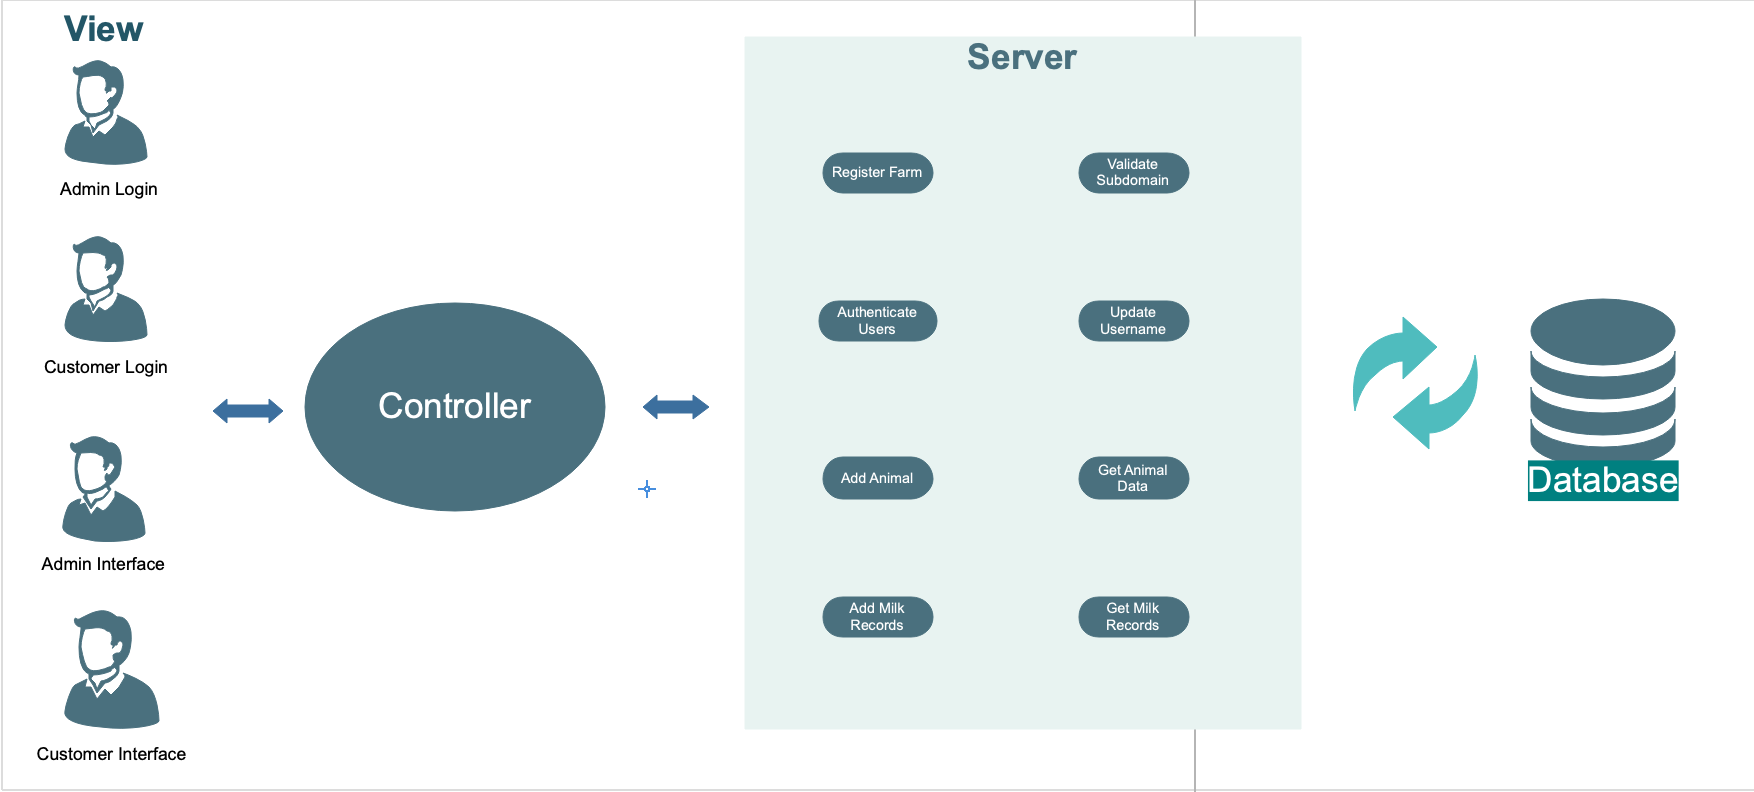 View
Admin Login
Customer Login
Admin Interface
Customer Interface
Controller
Server
Register Farm
Validate
Subdomain
Authenticate
Users
Update
Username
Add Animal
Get Animal
Data
Add Milk
Records
Get Milk
Records
Database